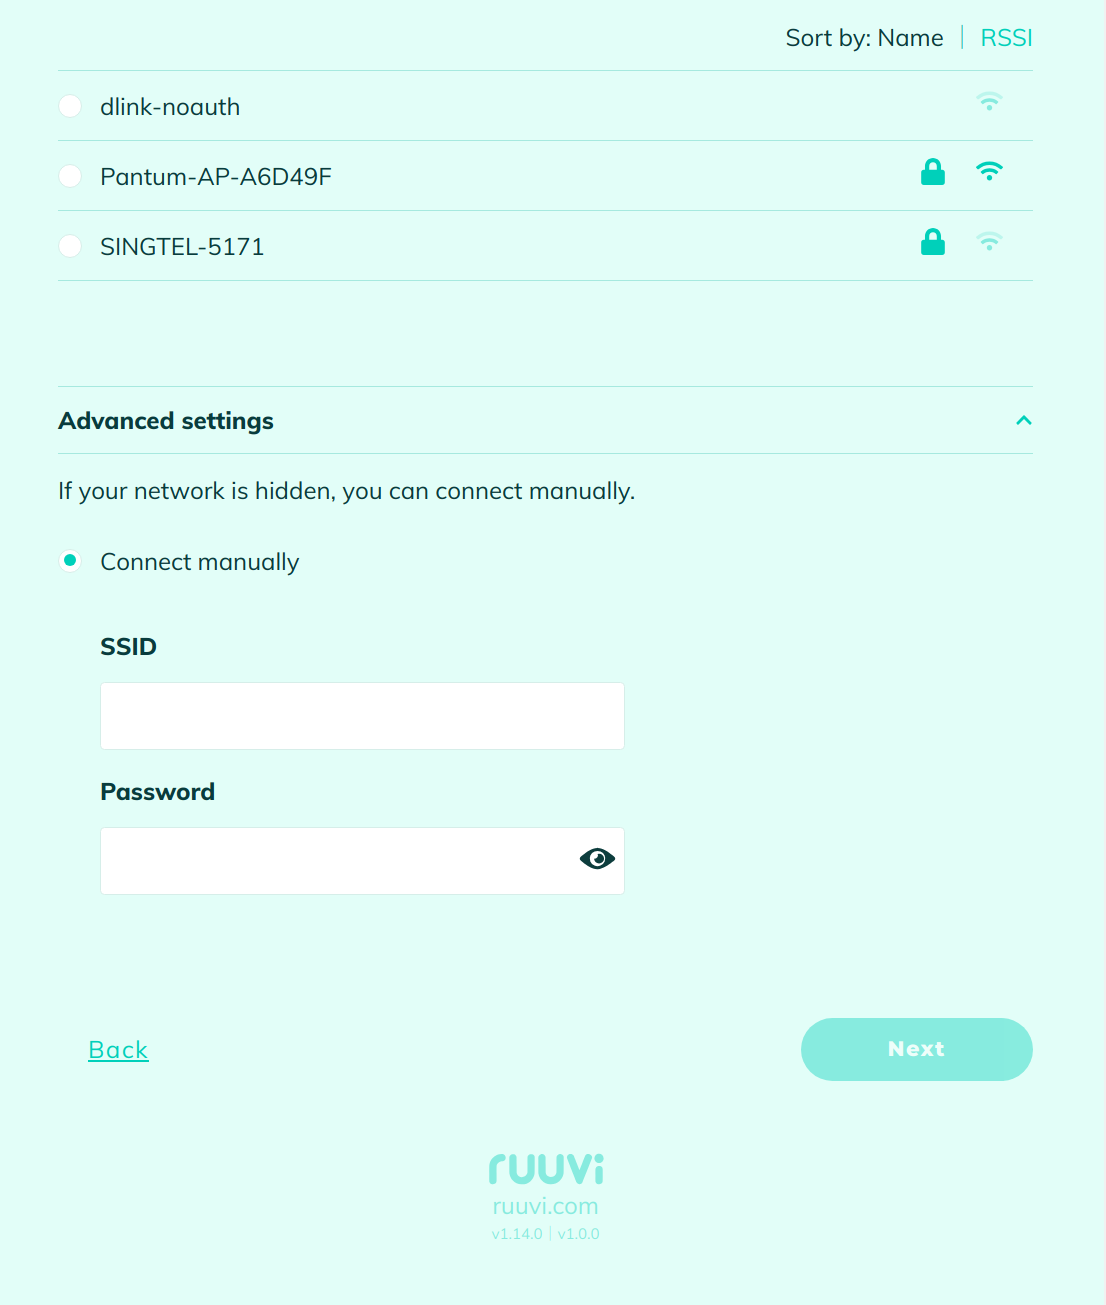 Sort by: Name | RSSI
dlink-noauth
Pantum-AP-A6D49F
SINGTEL-5171
Advanced settings
If your network is hidden, you can connect manually.
Connect manually
SSID
Password
Back
Next
ruuvi
ruuvi.com
v1.14.0 | v1.0.0